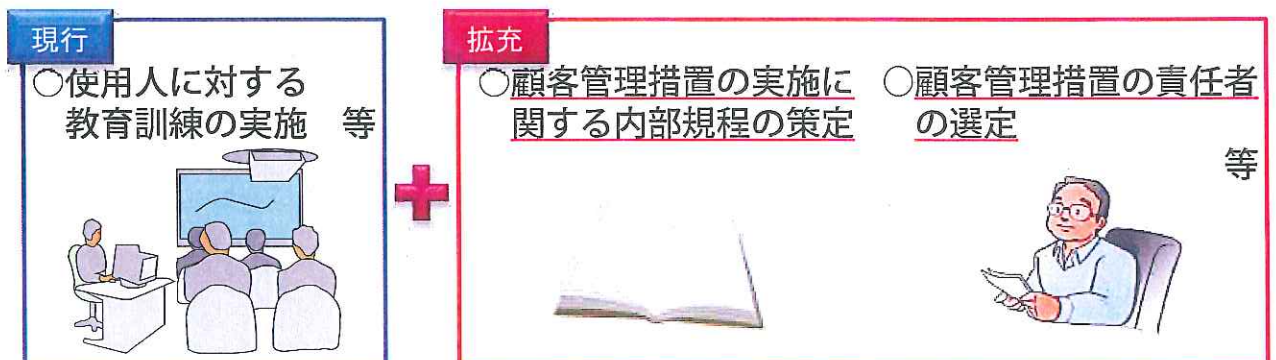 現行
○使用人に対する
教育訓練の実施 等
拡充
○顧客管理措置の実施に
関する内部規程の策定
○顧客管理措置の責任者
の選定
等